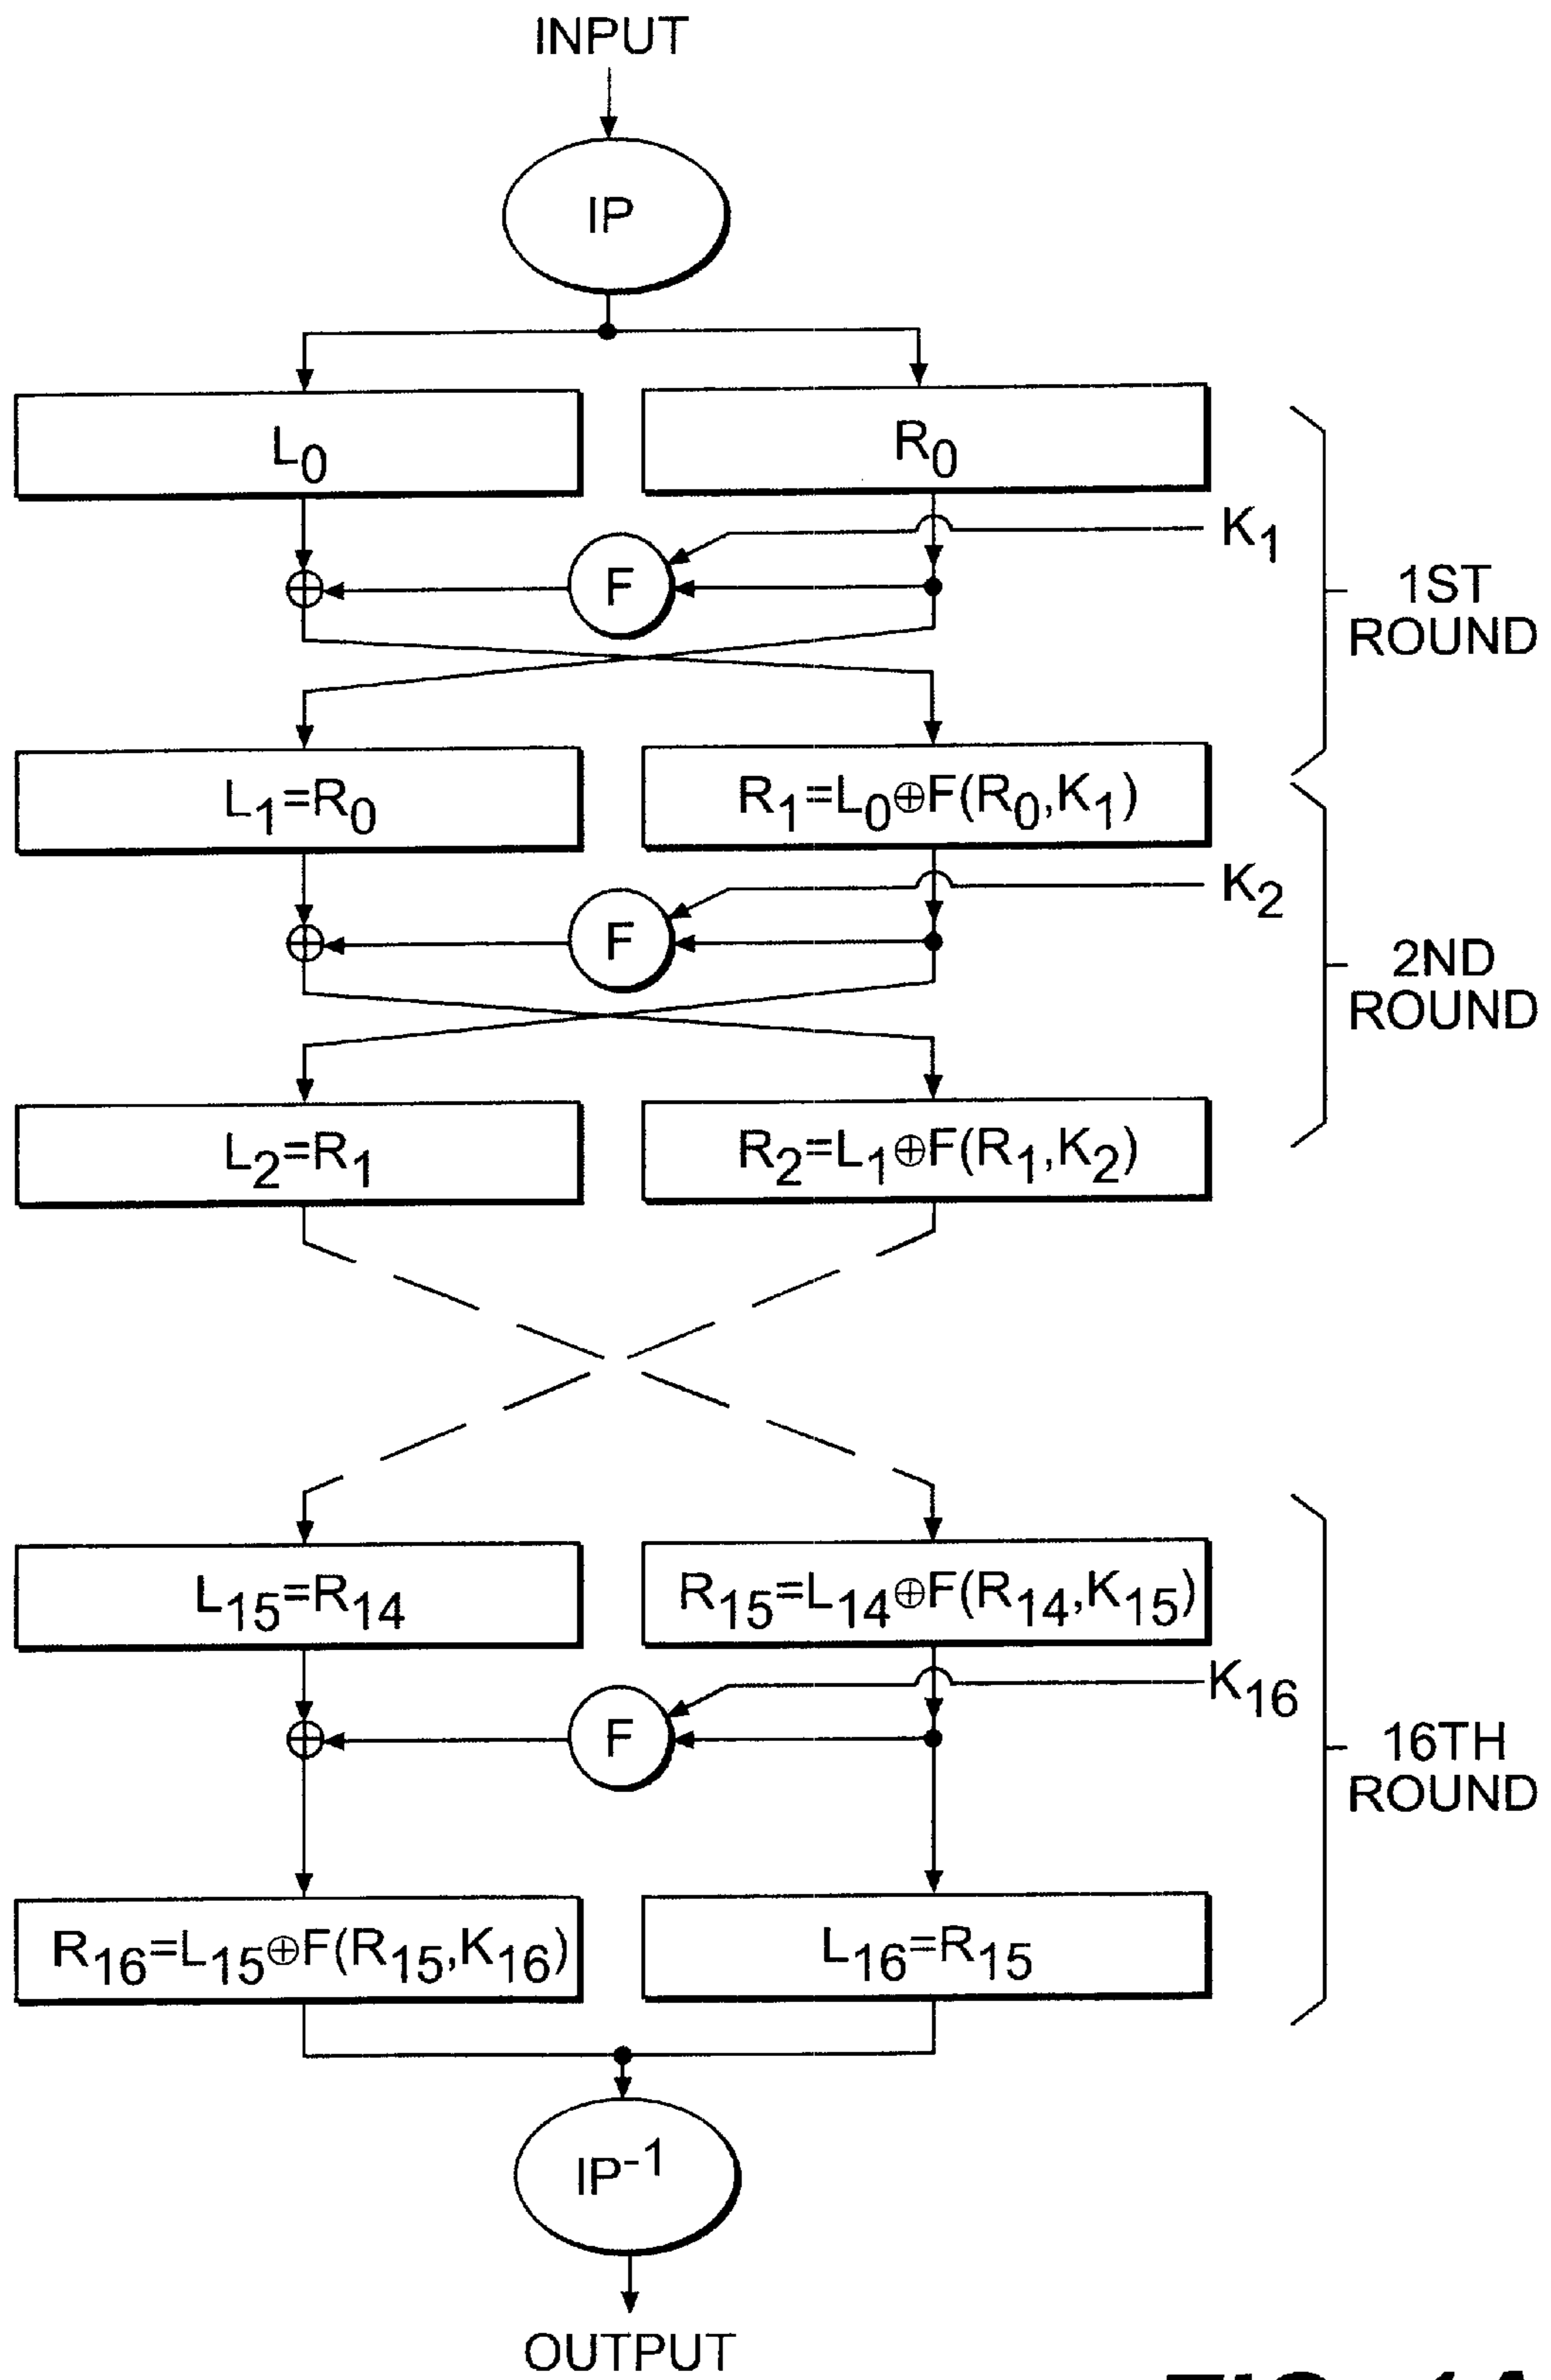 INPUT
IP
L₀
R₀
K₁
F
1ST
ROUND
L₁=R₀
R₁=L₀⊕F(R₀,K₁)
K₂
F
2ND
ROUND
L₂=R₁
R₂=L₁⊕F(R₁,K₂)
L₁₅=R₁₄
R₁₅=L₁₄⊕F(R₁₄,K₁₅)
K₁₆
F
16TH
ROUND
R₁₆=L₁₅⊕F(R₁₅,K₁₆)
L₁₆=R₁₅
IP⁻¹
OUTPUT